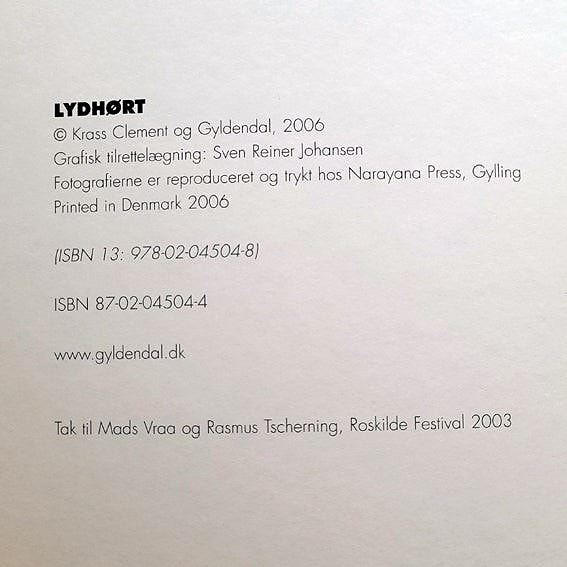 LYDHØRT
© Krass Clement og Gyldendal, 2006
Grafisk tilrettelægning: Sven Reiner Johansen
Fotografierne er reproduceret og trykt hos Narayana Press, Gylling
Printed in Denmark 2006
(ISBN 13: 978-02-04504-8)
ISBN 87-02-04504-4
www.gyldendal.dk
Tak til Mads Vraa og Rasmus Tscherning, Roskilde Festival 2003